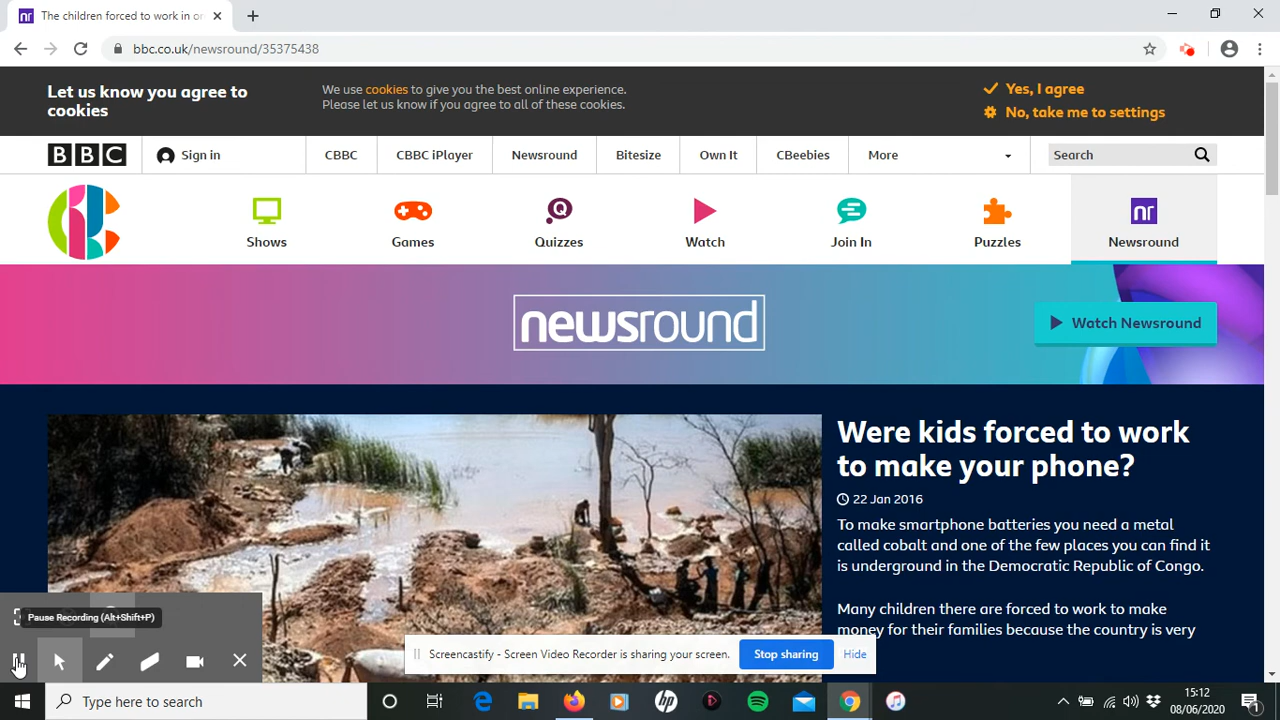 The children forced to work in o
bbc.co.uk/newsround/35375438
Let us know you agree to
cookies
We use cookies to give you the best online experience.
Please let us know if you agree to all of these cookies.
Yes, I agree
No, take me to settings
BBC
Sign in
CBBC
CBBC iPlayer
Newsround
Bitesize
Own It
CBeebies
More
Search
Shows
Games
Quizzes
Watch
Join In
Puzzles
nr
Newsround
newsround
Watch Newsround
Were kids forced to work
to make your phone?
22 Jan 2016
To make smartphone batteries you need a metal
called cobalt and one of the few places you can find it
is underground in the Democratic Republic of Congo.
Many children there are forced to work to make
money for their families because the country is very
Pause Recording (Alt+Shift+P)
Screencastify - Screen Video Recorder is sharing your screen.
Stop sharing
Hide
Type here to search
hp
15:12
08/06/2020
1